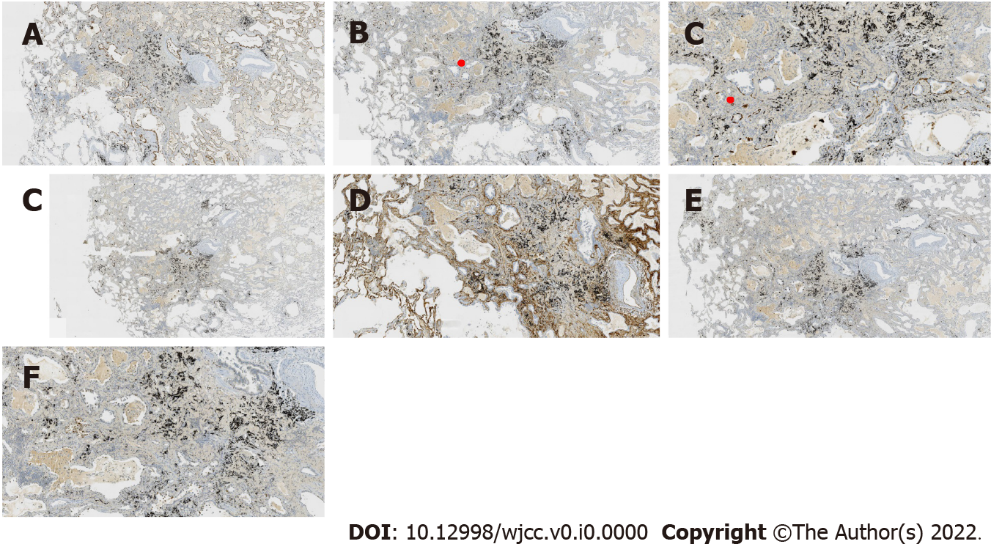 A
B
C
C
D
E
F
DOI: 10.12998/wjcc.v0.i0.0000 Copyright ©The Author(s) 2022.